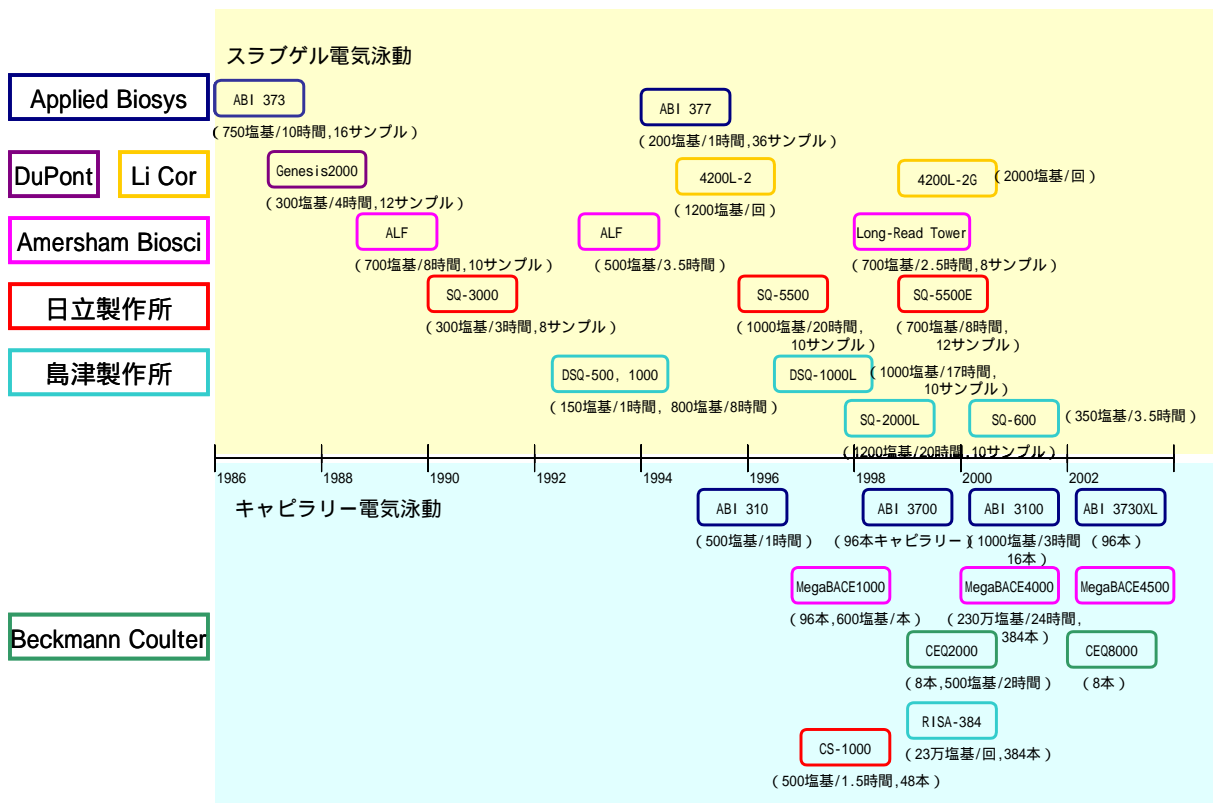 スラブゲル電気泳動
Applied Biosys
ABI 373
(750塩基/10時間,16サンプル)
ABI 377
(200塩基/1時間,36サンプル)
DuPont
Li Cor
Genesis2000
(300塩基/4時間,12サンプル)
4200L-2
(1200塩基/回)
4200L-2G
(2000塩基/回)
Amersham Biosci
ALF
(700塩基/8時間,10サンプル)
ALF
(500塩基/3.5時間)
Long-Read Tower
(700塩基/2.5時間,8サンプル)
日立製作所
SQ-3000
(300塩基/3時間,8サンプル)
SQ-5500
(1000塩基/20時間,
10サンプル)
SQ-5500E
(700塩基/8時間,
12サンプル)
島津製作所
DSQ-500, 1000
(150塩基/1時間, 800塩基/8時間)
DSQ-1000L
(1000塩基/17時間,
10サンプル)
SQ-2000L
(1200塩基/20時間,10サンプル)
SQ-600
(350塩基/3.5時間)
1986
1988
1990
1992
1994
1996
1998
2000
2002
キャピラリー電気泳動
ABI 310
(500塩基/1時間)
ABI 3700
(96本キャピラリー)
ABI 3100
(1000塩基/3時間
16本)
ABI 3730XL
(96本)
MegaBACE1000
(96本,600塩基/本)
MegaBACE4000
(230万塩基/24時間,
384本)
MegaBACE4500
Beckmann Coulter
CEQ2000
(8本,500塩基/2時間)
CEQ8000
(8本)
RISA-384
(23万塩基/回,384本)
CS-1000
(500塩基/1.5時間,48本)